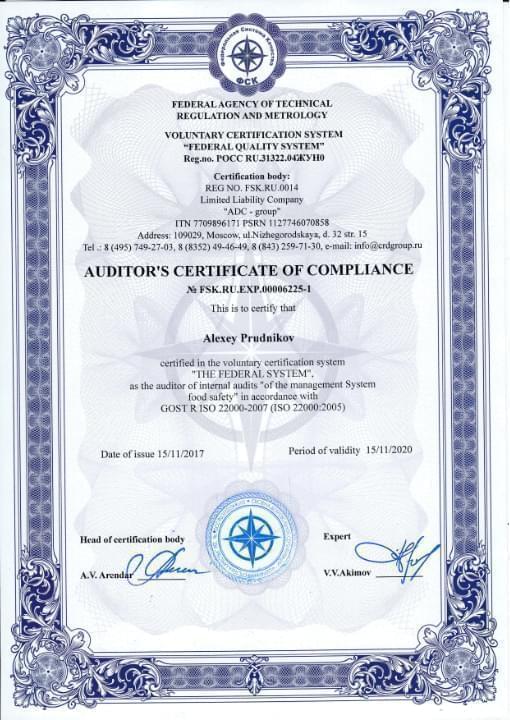 Федеральная Система Качества
ФСК
FEDERAL AGENCY OF TECHNICAL
REGULATION AND METROLOGY
VOLUNTARY CERTIFICATION SYSTEM
"FEDERAL QUALITY SYSTEM"
Reg.no. РОСС RU.31322.04ЖУН0
Certification body:
REG NO. FSK.RU.0014
Limited Liability Company
"ADC - group"
ITN 7709896171 PSRN 1127746070858
Address: 109029, Moscow, ul.Nizhegorodskaya, d. 32 str. 15
Tel .: 8 (495) 749-27-03, 8 (8352) 49-46-49, 8 (843) 259-71-30, e-mail: info@crdgroup.ru
AUDITOR'S CERTIFICATE OF COMPLIANCE
№ FSK.RU.EXP.00006225-1
This is to certify that
Alexey Prudnikov
certified in the voluntary certification system
"THE FEDERAL SYSTEM",
as the auditor of internal audits "of the management System
food safety" in accordance with
GOST R ISO 22000-2007 (ISO 22000:2005)
Date of issue 15/11/2017
Period of validity 15/11/2020
Head of certification body
Expert
A.V. Arendar
V.V.Akimov